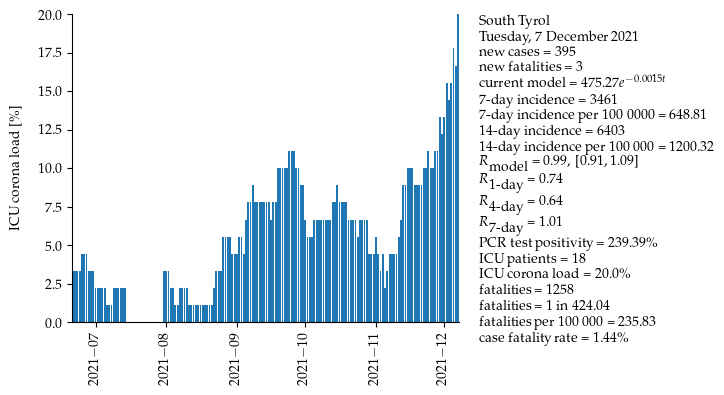 20.0
17.5
15.0
12.5
10.0
7.5
5.0
2.5
0.0
ICU corona load [%]
2021−07
2021−08
2021−09
2021−10
2021−11
2021−12
South Tyrol
Tuesday, 7 December 2021
new cases = 395
new fatalities = 3
current model = 475.27e^−0.0015t
7-day incidence = 3461
7-day incidence per 100 0000 = 648.81
14-day incidence = 6403
14-day incidence per 100 000 = 1200.32
R_model = 0.99, [0.91, 1.09]
R_1-day = 0.74
R_4-day = 0.64
R_7-day = 1.01
PCR test positivity = 239.39%
ICU patients = 18
ICU corona load = 20.0%
fatalities = 1258
fatalities = 1 in 424.04
fatalities per 100 000 = 235.83
case fatality rate = 1.44%